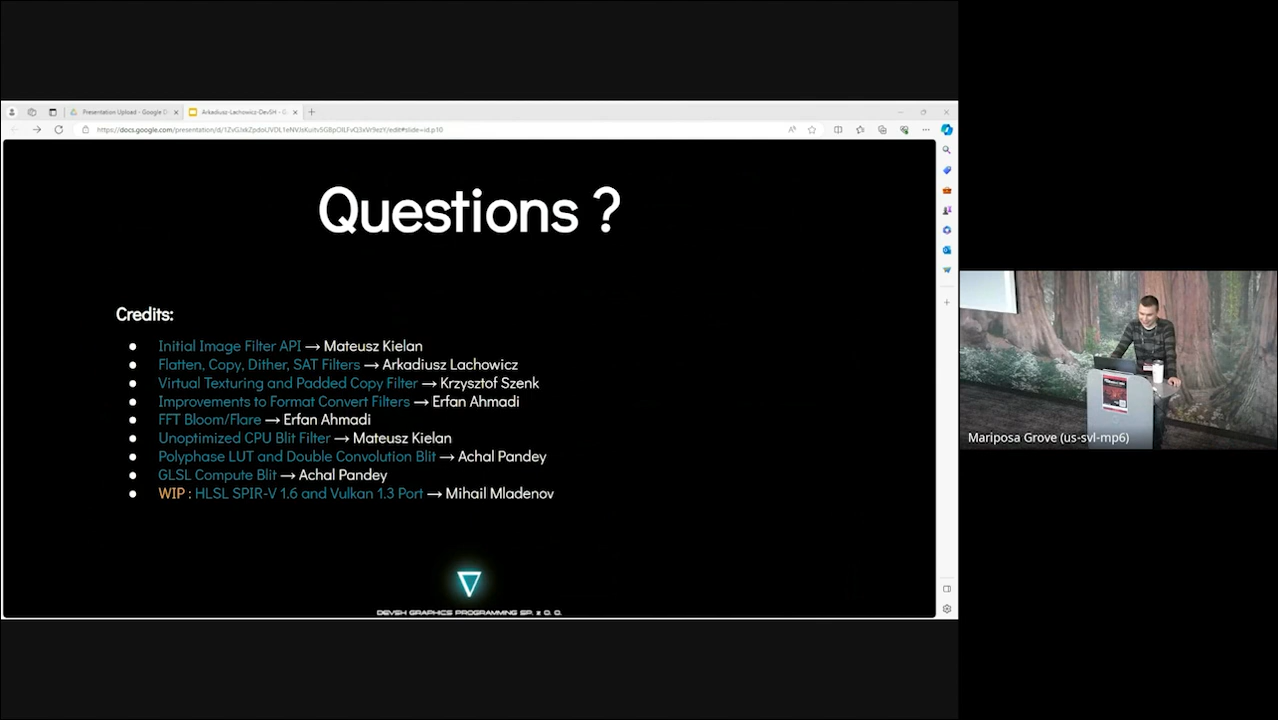 Presentation Upload - Google D
Arkadiusz-Lachowicz-DevSH - G
Questions ?
Credits:
Initial Image Filter API → Mateusz Kielan
Flatten, Copy, Dither, SAT Filters → Arkadiusz Lachowicz
Virtual Texturing and Padded Copy Filter → Krzysztof Szenk
Improvements to Format Convert Filters → Erfan Ahmadi
FFT Bloom/Flare → Erfan Ahmadi
Unoptimized CPU Blit Filter → Mateusz Kielan
Polyphase LUT and Double Convolution Blit → Achal Pandey
GLSL Compute Blit → Achal Pandey
WIP : HLSL SPIR-V 1.6 and Vulkan 1.3 Port → Mihail Mladenov
DEVSH GRAPHICS PROGRAMMING SP. z O. O.
Mariposa Grove (us-svl-mp6)